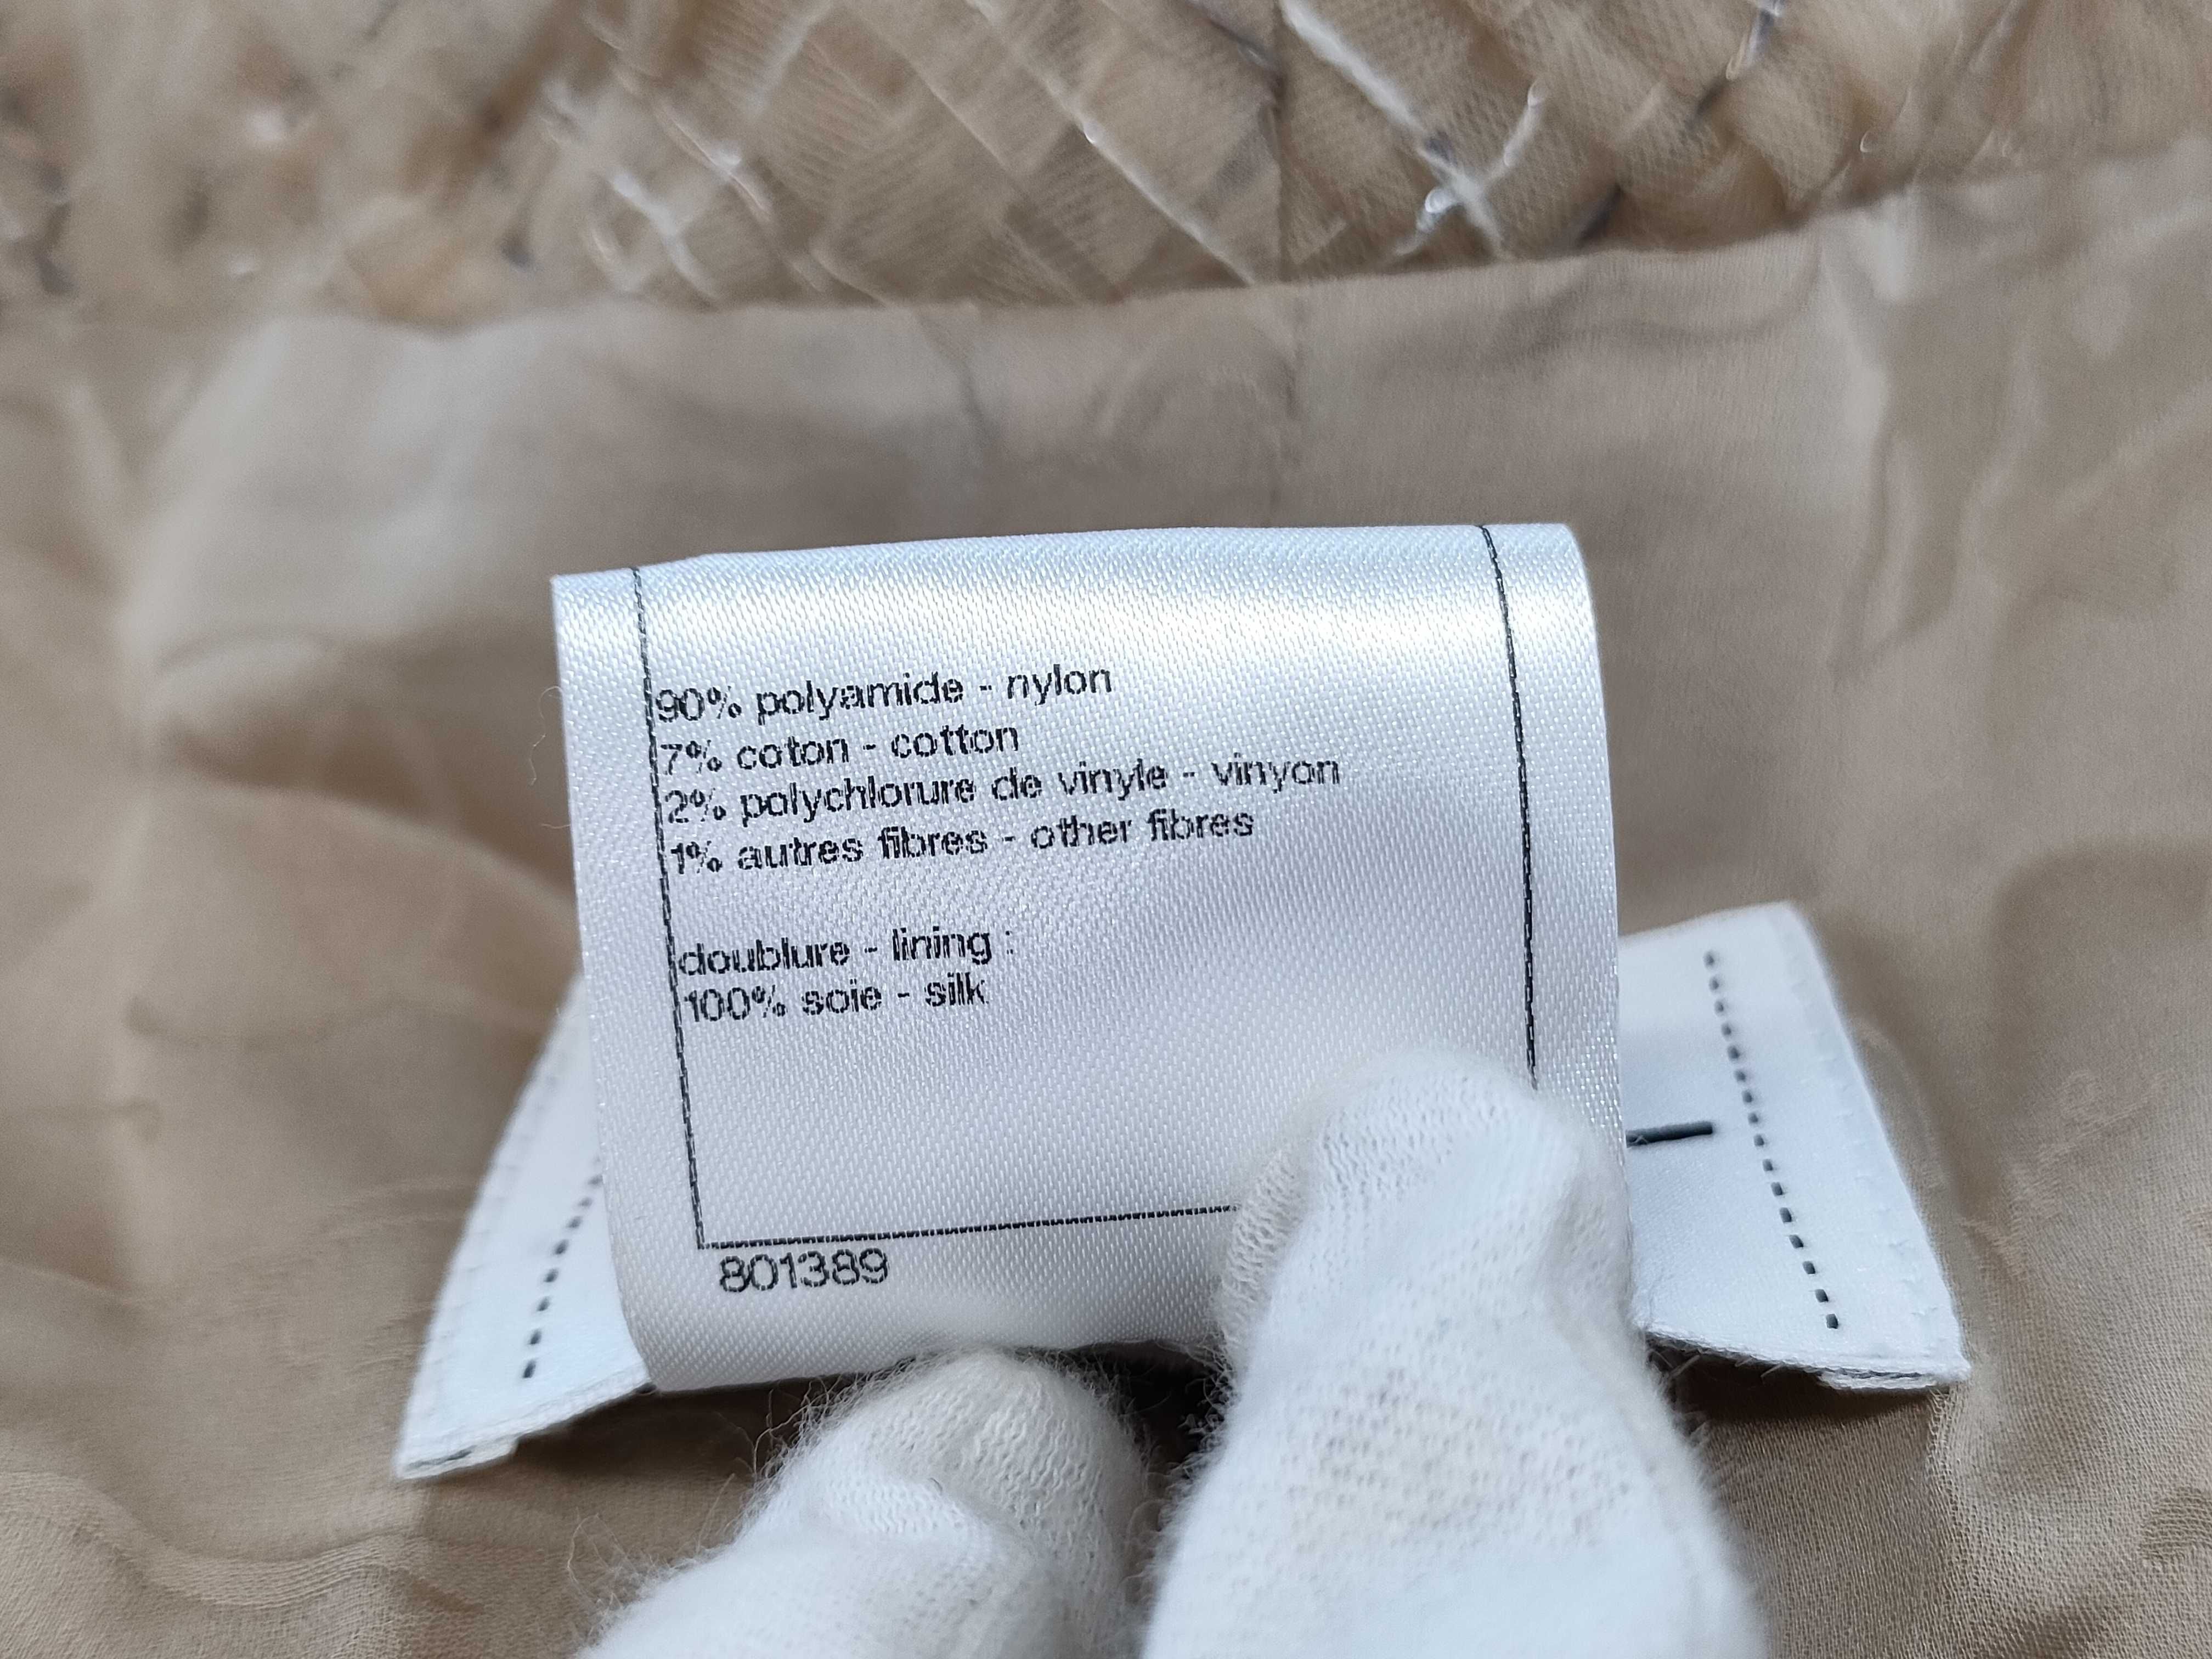 90% polyamide - nylon
7% coton - cotton
2% polychlorure de vinyle - vinyon
1% autres fibres - other fibres
doublure - lining :
100% soie - silk
801389